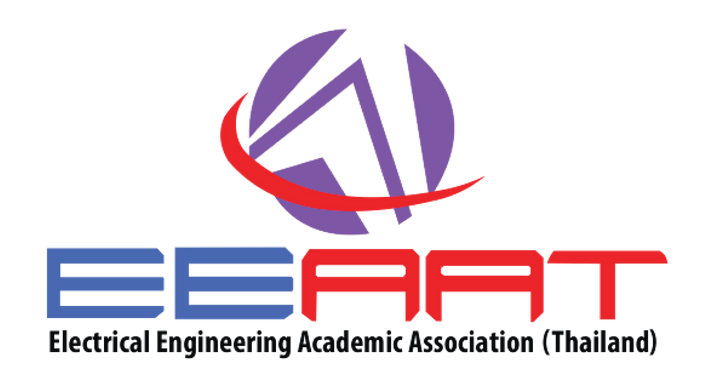 EEAAT
Electrical Engineering Academic Association (Thailand)